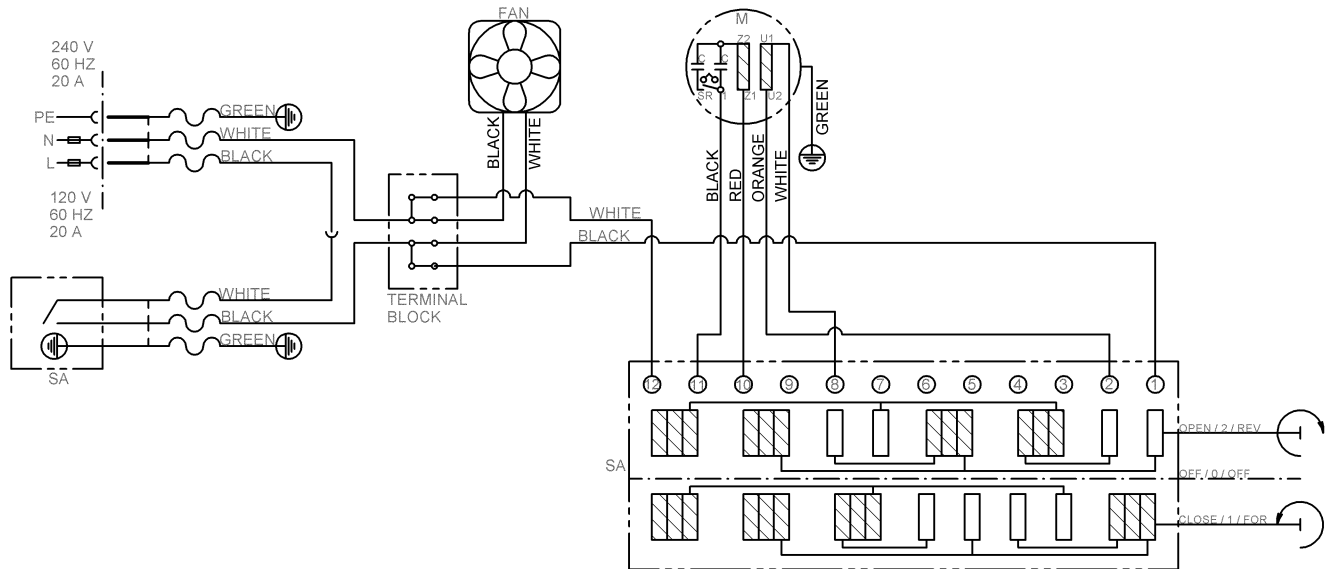 FAN
M
240 V
60 HZ
20 A
Z2 U1
C C
SR 1 Z1 U2
PE
N
L
GREEN
WHITE
BLACK
BLACK
WHITE
BLACK
RED
ORANGE
WHITE
GREEN
120 V
60 HZ
20 A
WHITE
BLACK
TERMINAL
BLOCK
WHITE
BLACK
GREEN
SA
12 11 10 9 8 7 6 5 4 3 2 1
OPEN / 2 / REV
SA
OFF / 0 / OFF
CLOSE / 1 / FOR